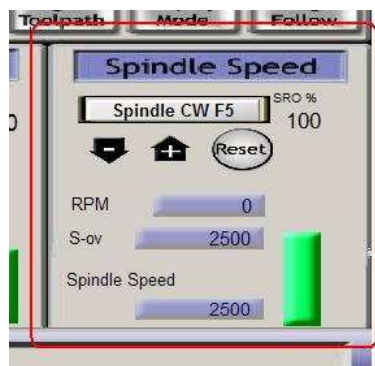 Toolpath Mode Follow
Spindle Speed
Spindle CW F5
SRO %
100
- + Reset
RPM 0
S-ov 2500
Spindle Speed
2500